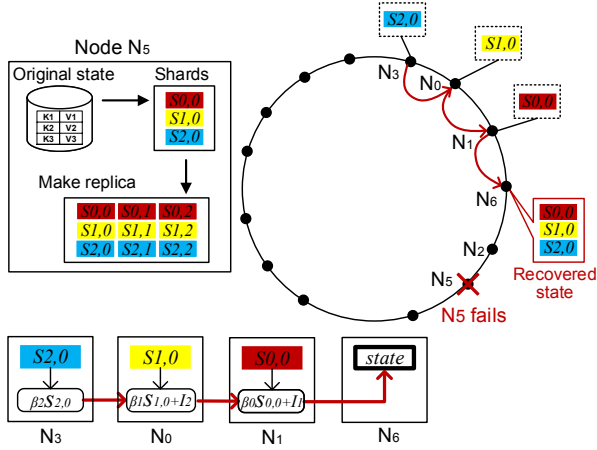 Node N5
Original state
Shards
K1 V1
K2 V2
K3 V3
S0,0
S1,0
S2,0
Make replica
S0,0 S0,1 S0,2
S1,0 S1,1 S1,2
S2,0 S2,1 S2,2
S2,0
S1,0
S0,0
N3
N0
N1
N6
N2
N5
N5 fails
S0,0
S1,0
S2,0
Recovered
state
S2,0 S1,0 S0,0 state
β2S2,0 β1S1,0+I2 β0S0,0+I1
N3 N0 N1 N6